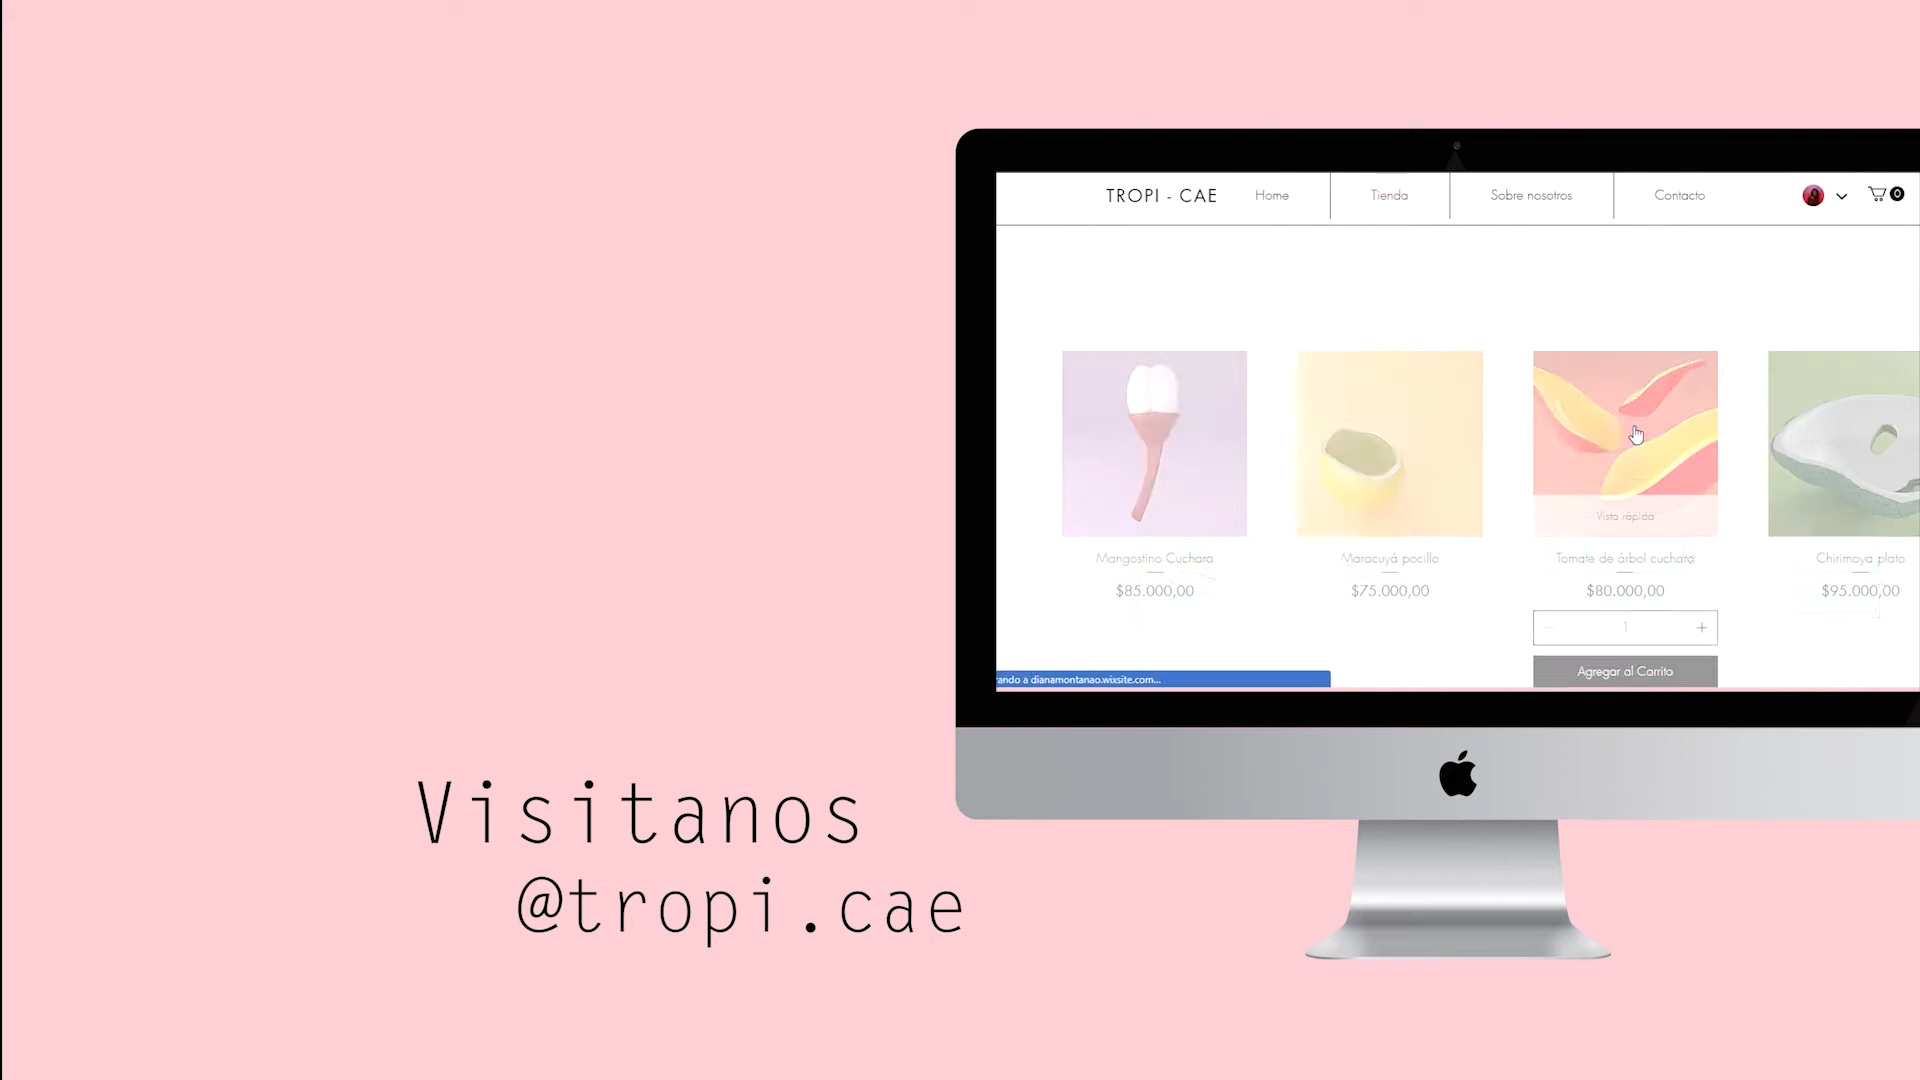 TROPI - CAE Home Tienda Sobre nosotros Contacto 0
Vista rápida
Mangostino Cuchara Maracuyá pocillo Tomate de árbol cuchara Chirimoya plato
$85.000,00 $75.000,00 $80.000,00 $95.000,00
− 1 +
Agregar al Carrito
rando a dianamontanao.wixsite.com...
Visitanos
@tropi.cae